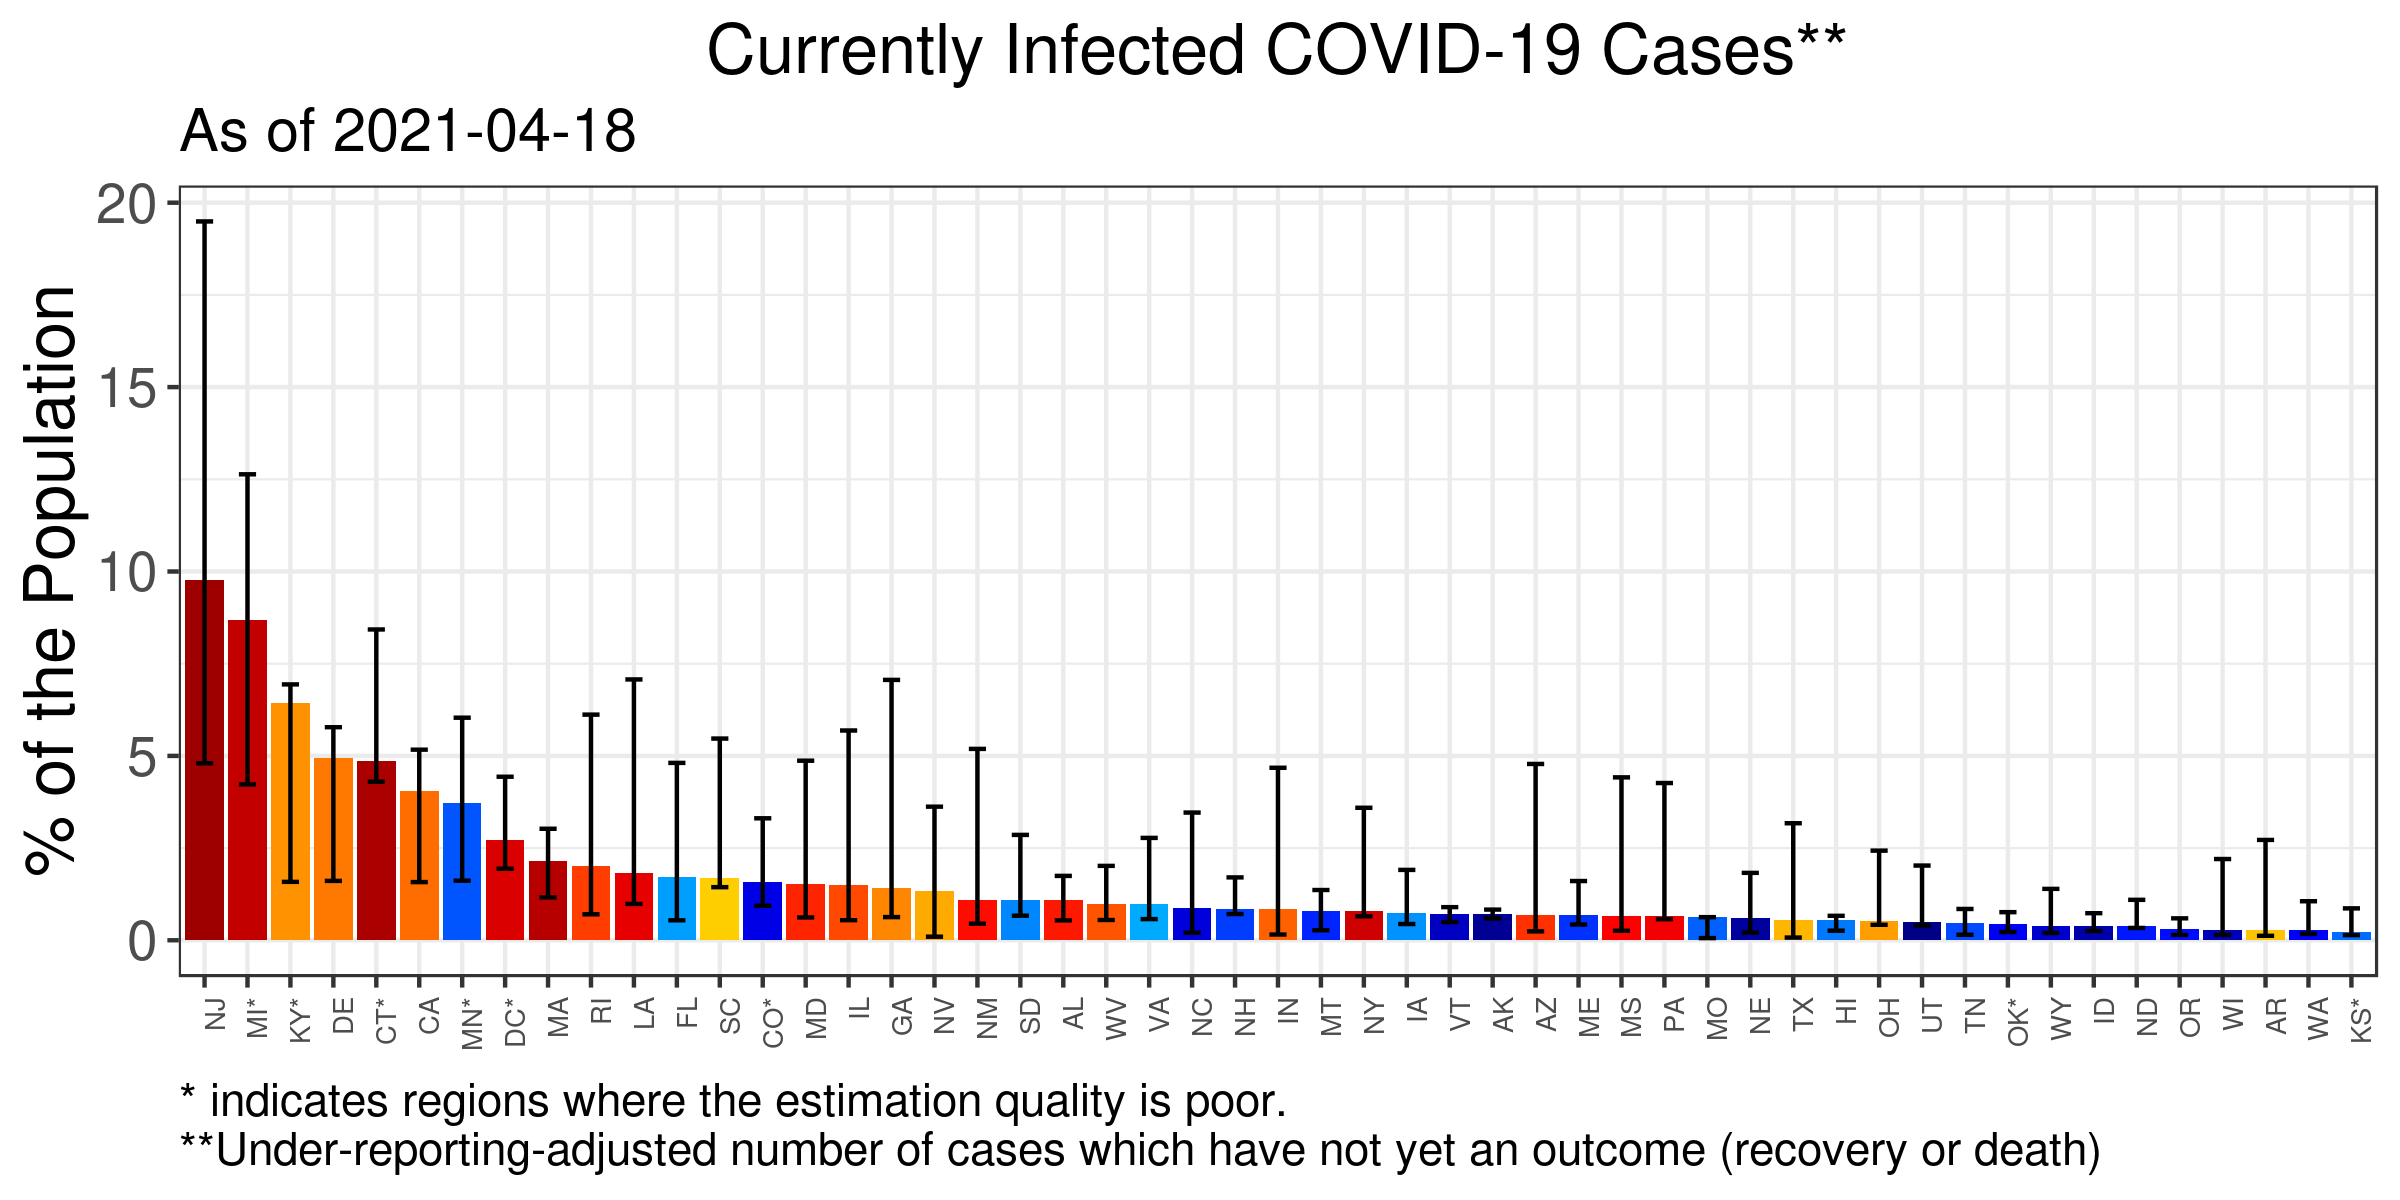 Currently Infected COVID-19 Cases**
As of 2021-04-18
% of the Population
20
15
10
5
0
NJ MI* KY* DE CT* CA MN* DC* MA RI LA FL SC CO* MD IL GA NV NM SD AL WV VA NC NH IN MT NY IA VT AK AZ ME MS PA MO NE TX HI OH UT TN OK* WY ID ND OR WI AR WA KS*
* indicates regions where the estimation quality is poor.
**Under-reporting-adjusted number of cases which have not yet an outcome (recovery or death)